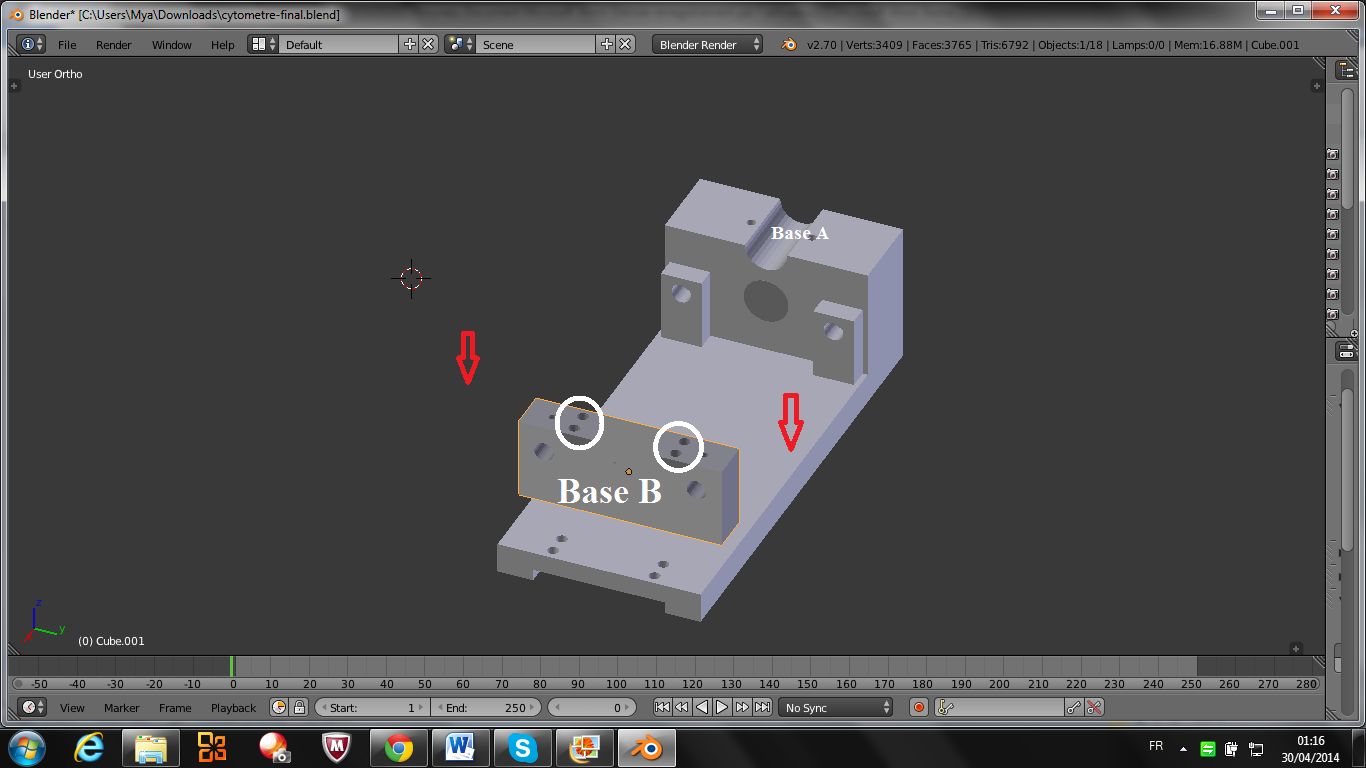 Blender* [C:\Users\Mya\Downloads\cytometre-final.blend]
File Render Window Help Default Scene Blender Render v2.70 | Verts:3409 | Faces:3765 | Tris:6792 | Objects:1/18 | Lamps:0/0 | Mem:16.88M | Cube.001
User Ortho
Base A
Base B
z
y
(0) Cube.001
-50 -40 -30 -20 -10 0 10 20 30 40 50 60 70 80 90 100 110 120 130 140 150 160 170 180 190 200 210 220 230 240 250 260 270 280
View Marker Frame Playback Start: 1 End: 250 0 No Sync
FR 01:16
30/04/2014